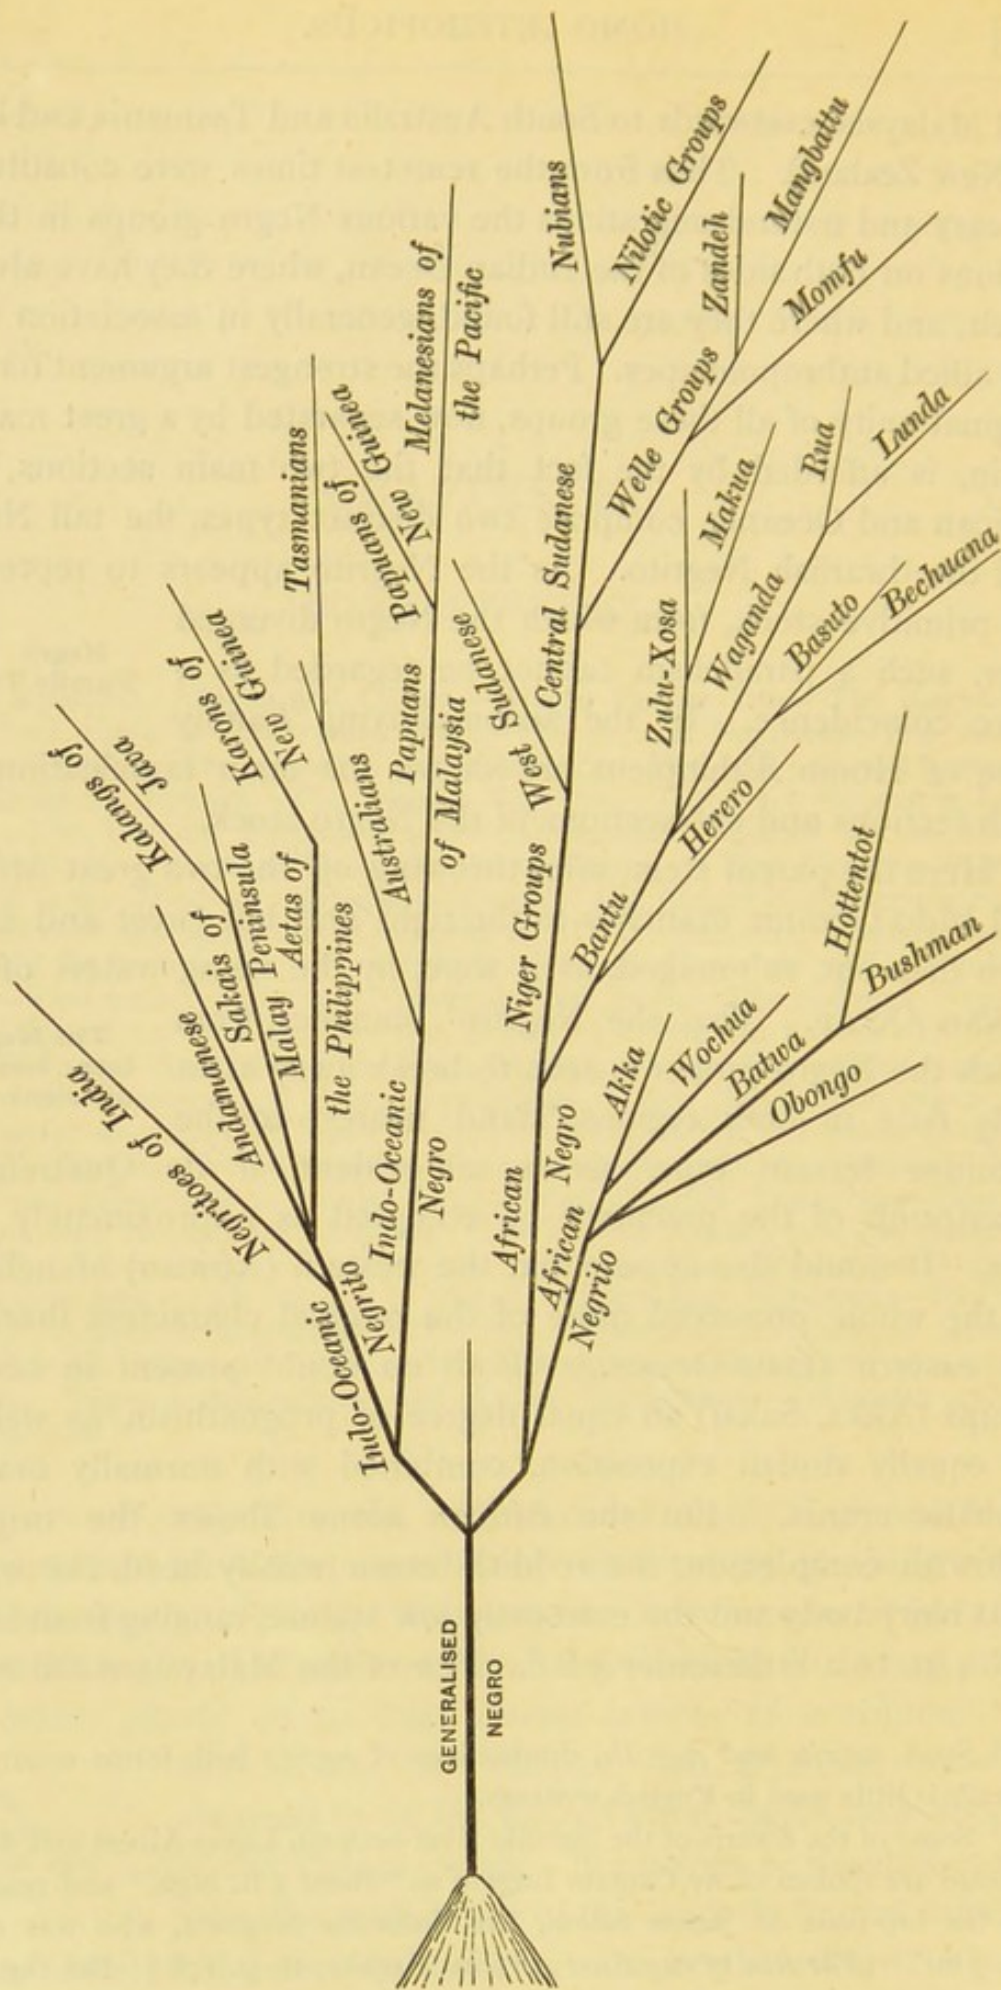 Nubians
Nilotic Groups
Zandeh
Mangbattu
Momfu
Welle Groups
Melanesians of
the Pacific
Papuans of
New Guinea
Tasmanians
Karons of
New Guinea
Kalangs of
Java
Sakais of
Malay Peninsula
Aetas of
the Philippines
Australians
Papuans
of Malaysia
West Sudanese
Central Sudanese
Makua
Rua
Lunda
Zulu-Xosa
Waganda
Basuto
Bechuana
Herero
Bantu
Niger Groups
Hottentot
Bushman
Negritoes of India
Andamanese
Akka
Wochua
Batwa
Obongo
Indo-Oceanic
Negro
African
Negro
Indo-Oceanic
Negrito
African
Negrito
GENERALISED
NEGRO